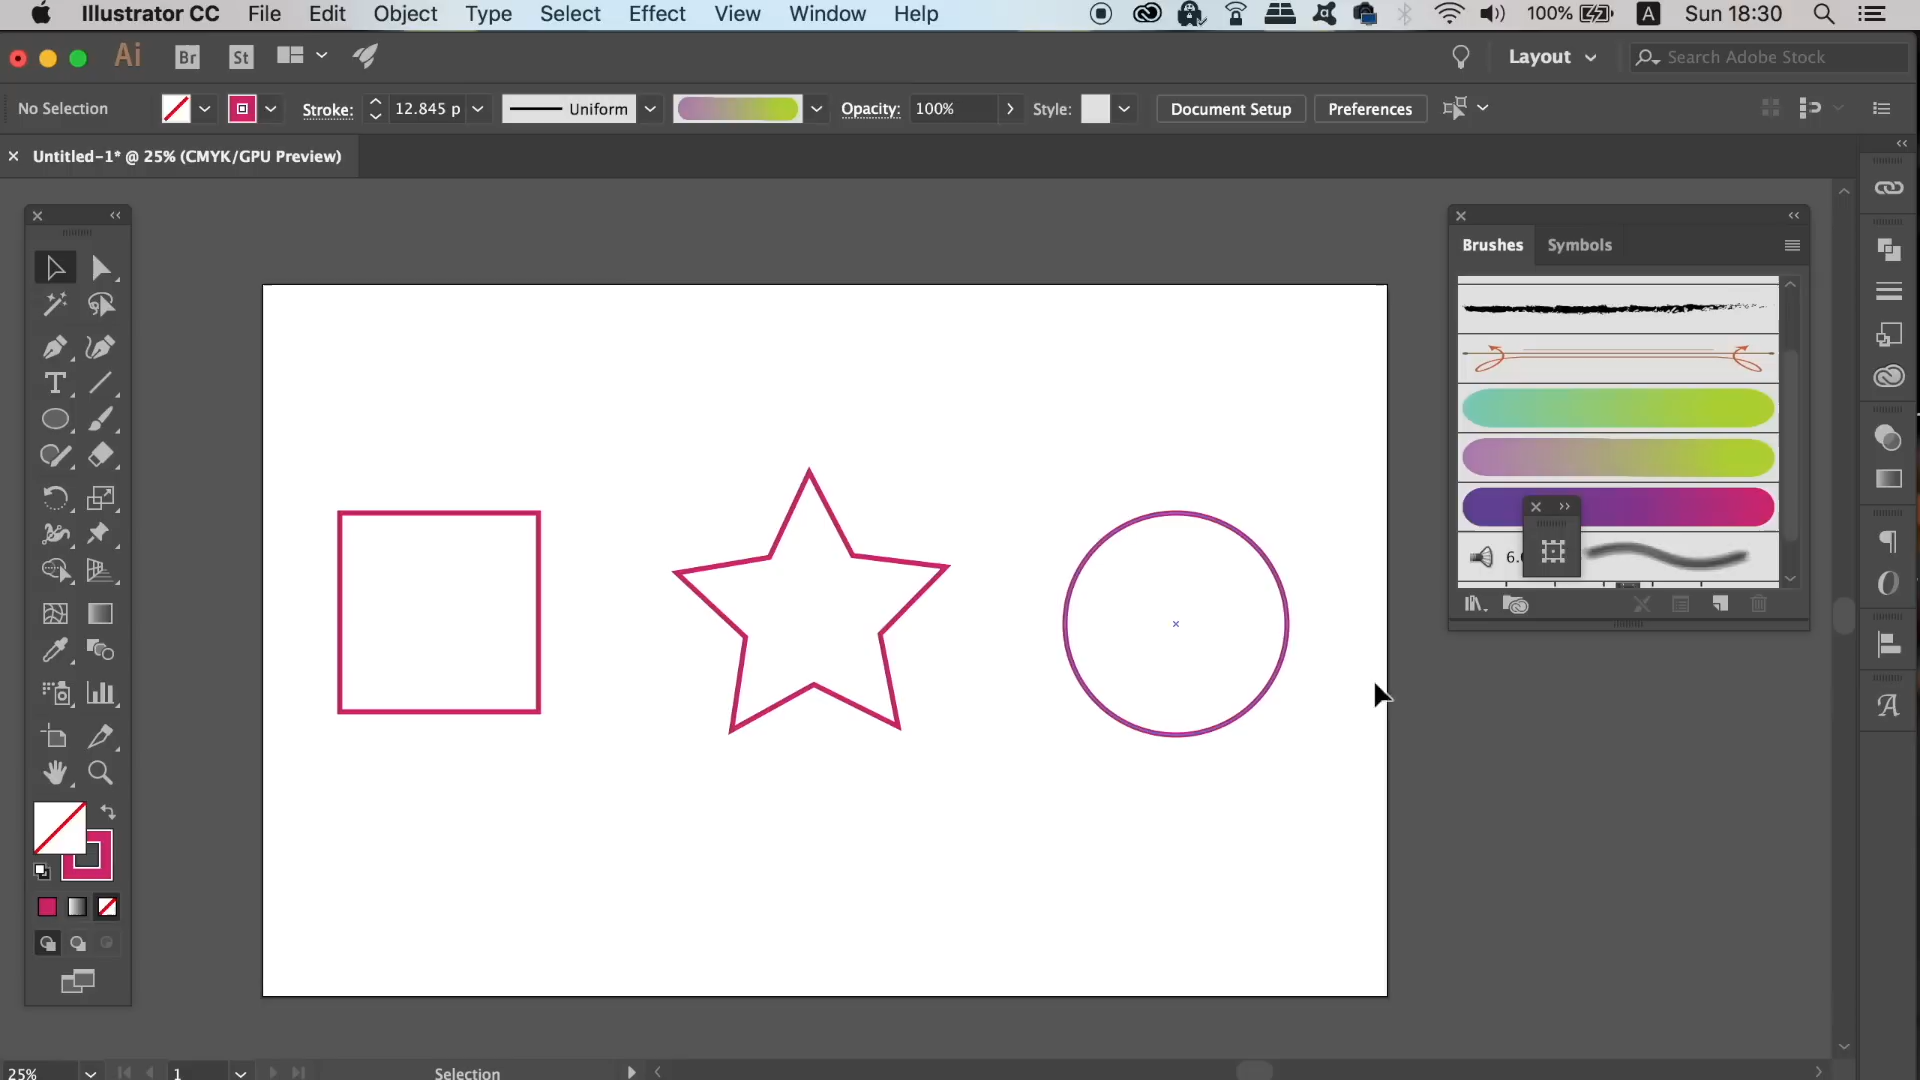 Illustrator CC File Edit Object Type Select Effect View Window Help 100% A Sun 18:30
Ai Br St Layout Search Adobe Stock
No Selection Stroke: 12.845 p Uniform Opacity: 100% Style: Document Setup Preferences
Untitled-1* @ 25% (CMYK/GPU Preview)
Brushes Symbols
6.
25% 1 Selection